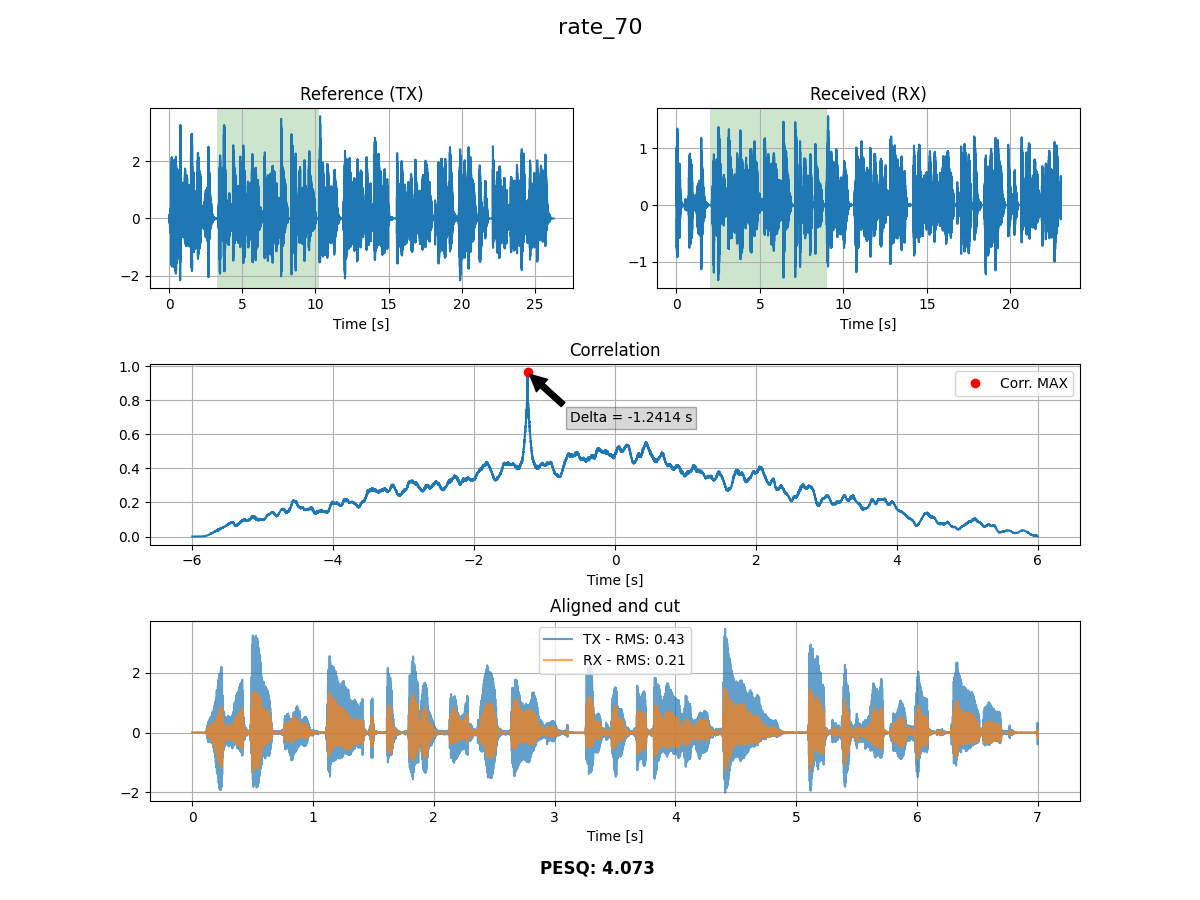 rate_70
Reference (TX)
2
0
−2
0 5 10 15 20 25
Time [s]
Received (RX)
1
0
−1
0 5 10 15 20
Time [s]
Correlation
1.0
0.8
0.6
0.4
0.2
0.0
Corr. MAX
Delta = -1.2414 s
−6 −4 −2 0 2 4 6
Time [s]
Aligned and cut
2
0
−2
TX - RMS: 0.43
RX - RMS: 0.21
0 1 2 3 4 5 6 7
Time [s]
PESQ: 4.073